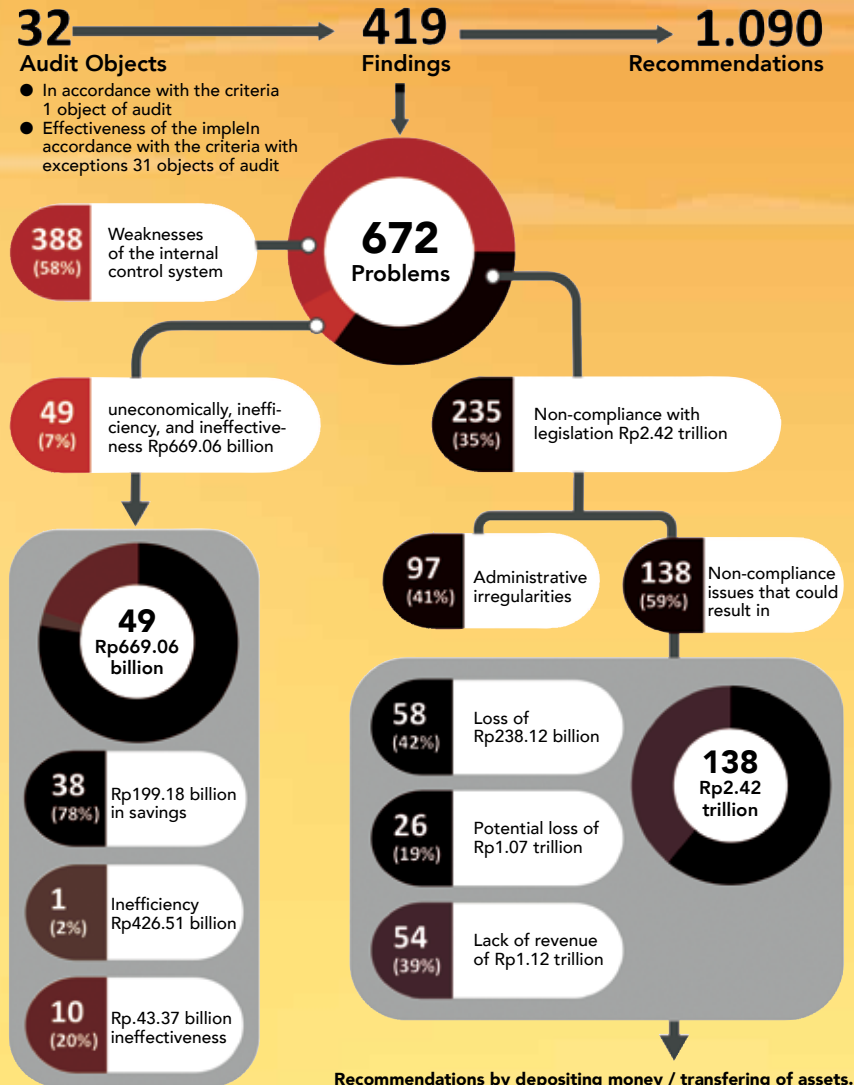 32
Audit Objects
419
Findings
1.090
Recommendations
● In accordance with the criteria
1 object of audit
● Effectiveness of the impleIn
accordance with the criteria with
exceptions 31 objects of audit
672
Problems
388
(58%)
Weaknesses
of the internal
control system
49
(7%)
uneconomically, ineffi-
ciency, and ineffective-
ness Rp669.06 billion
235
(35%)
Non-compliance with
legislation Rp2.42 trillion
97
(41%)
Administrative
irregularities
138
(59%)
Non-compliance
issues that could
result in
49
Rp669.06
billion
38
(78%)
Rp199.18 billion
in savings
1
(2%)
Inefficiency
Rp426.51 billion
10
(20%)
Rp.43.37 billion
ineffectiveness
58
(42%)
Loss of
Rp238.12 billion
26
(19%)
Potential loss of
Rp1.07 trillion
54
(39%)
Lack of revenue
of Rp1.12 trillion
138
Rp2.42
trillion
Recommendations by depositing money / transfering of assets.